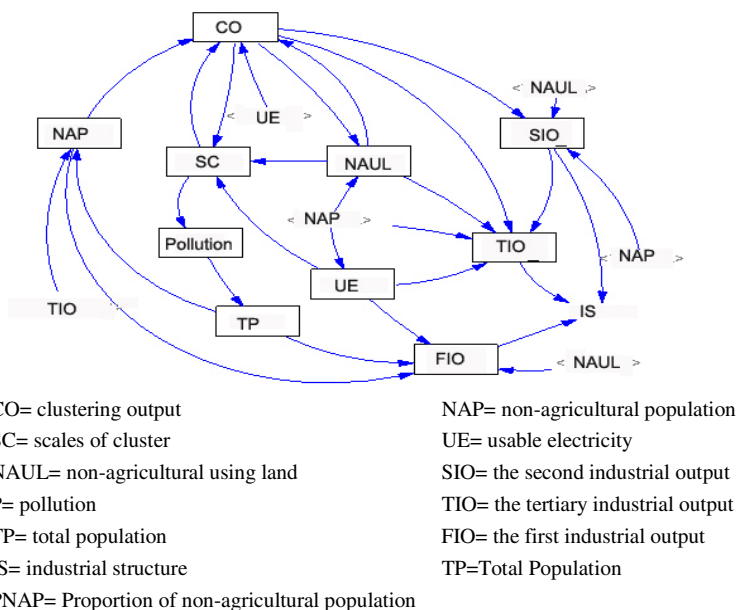 CO
< NAUL >
< UE >
NAP
SIO_
SC
NAUL
< NAP >
Pollution
TIO_
< NAP >
UE
TIO
IS
TP
FIO
< NAUL >
CO= clustering output
NAP= non-agricultural population
SC= scales of cluster
UE= usable electricity
NAUL= non-agricultural using land
SIO= the second industrial output
P= pollution
TIO= the tertiary industrial output
TP= total population
FIO= the first industrial output
IS= industrial structure
TP=Total Population
PNAP= Proportion of non-agricultural population